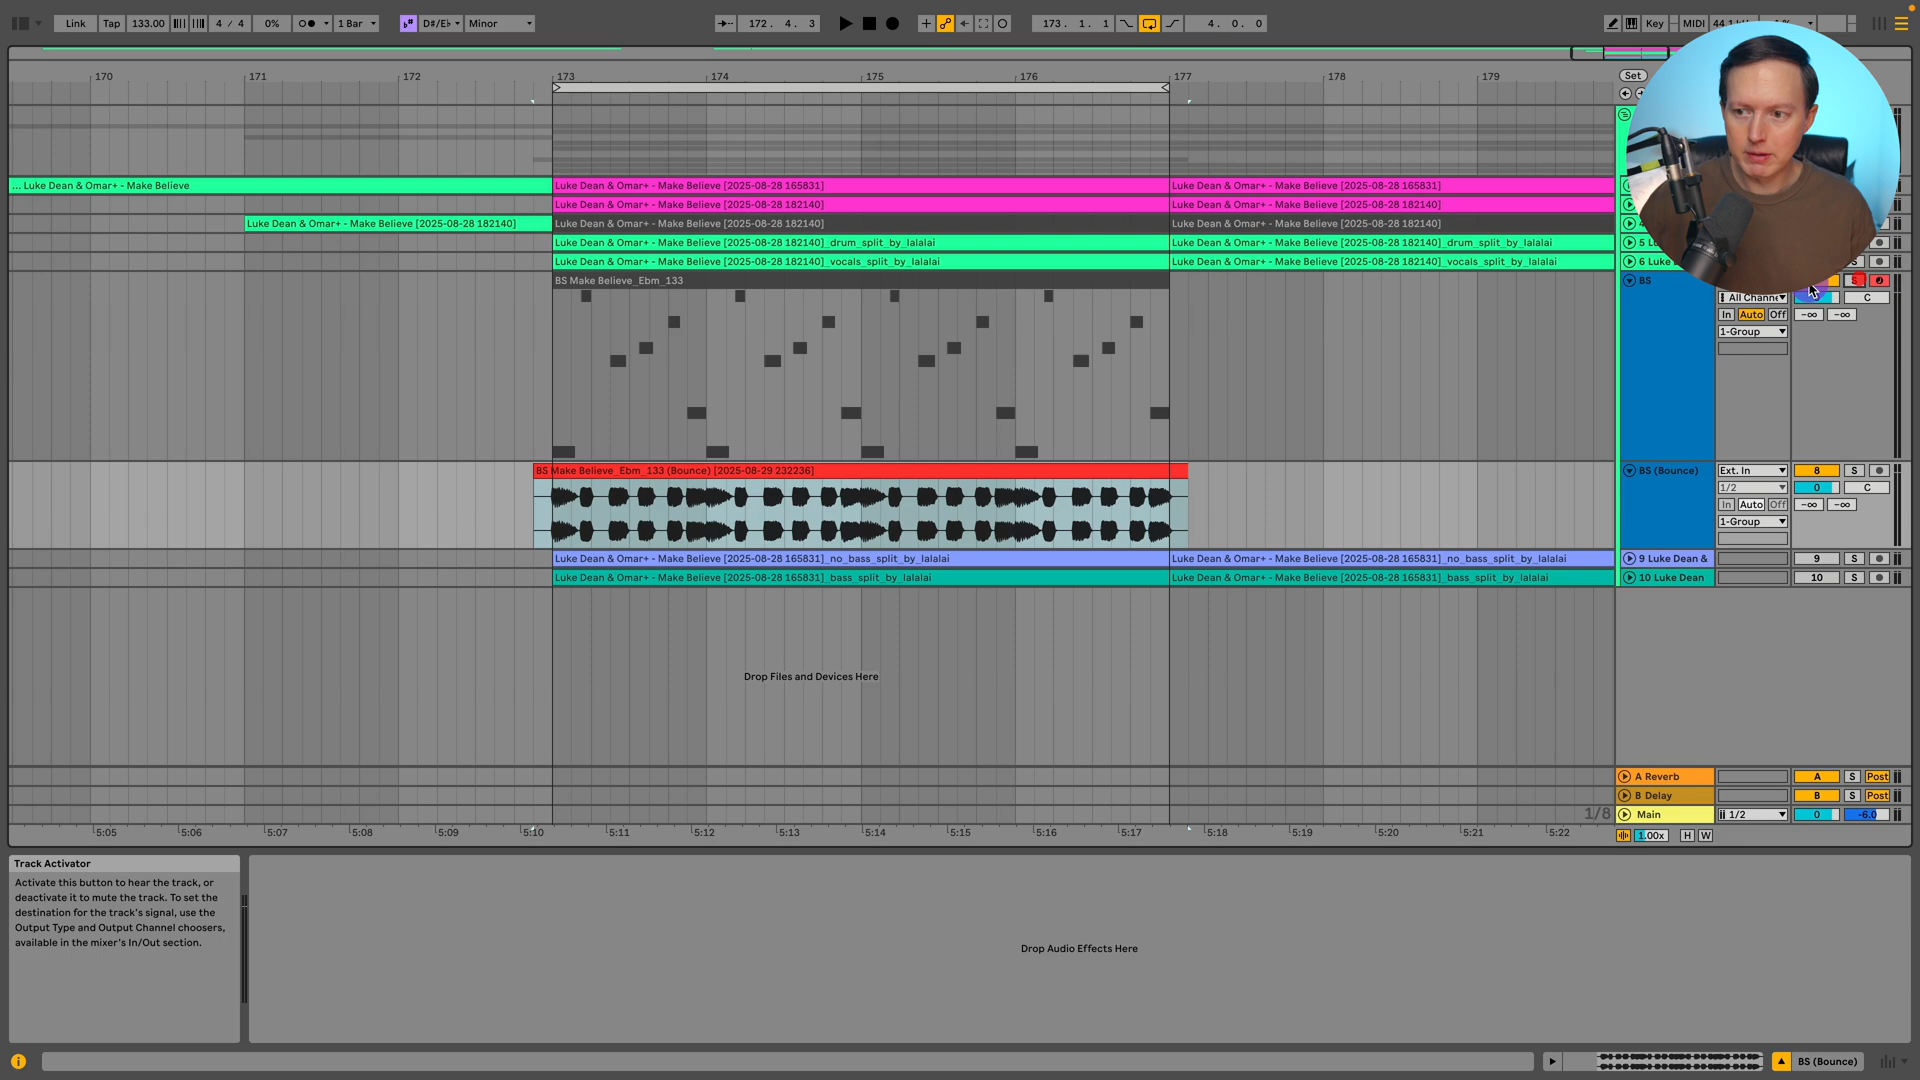 Link
Tap
133.00
4 / 4
0%
1 Bar
D#/E♭
Minor
172 . 4 . 3
173 . 1 . 1
4 . 0 . 0
Key
MIDI
170
171
172
173
174
175
176
177
178
179
Set
... Luke Dean & Omar+ - Make Believe
Luke Dean & Omar+ - Make Believe [2025-08-28 165831]
Luke Dean & Omar+ - Make Believe [2025-08-28 165831]
Luke Dean & Omar+ - Make Believe [2025-08-28 182140]
Luke Dean & Omar+ - Make Believe [2025-08-28 182140]
Luke Dean & Omar+ - Make Believe [2025-08-28 182140]
Luke Dean & Omar+ - Make Believe [2025-08-28 182140]
Luke Dean & Omar+ - Make Believe [2025-08-28 182140]
Luke Dean & Omar+ - Make Believe [2025-08-28 182140]_drum_split_by_lalalai
Luke Dean & Omar+ - Make Believe [2025-08-28 182140]_drum_split_by_lalalai
Luke Dean & Omar+ - Make Believe [2025-08-28 182140]_vocals_split_by_lalalai
Luke Dean & Omar+ - Make Believe [2025-08-28 182140]_vocals_split_by_lalalai
BS Make Believe_Ebm_133
BS
All Channe
C
In
Auto
Off
-∞
-∞
1-Group
BS Make Believe_Ebm_133 (Bounce) [2025-08-29 232236]
BS (Bounce)
Ext. In
8
S
1/2
0
C
In
Auto
Off
-∞
-∞
1-Group
Luke Dean & Omar+ - Make Believe [2025-08-28 165831]_no_bass_split_by_lalalai
Luke Dean & Omar+ - Make Believe [2025-08-28 165831]_no_bass_split_by_lalalai
9 Luke Dean &
9
S
Luke Dean & Omar+ - Make Believe [2025-08-28 165831]_bass_split_by_lalalai
Luke Dean & Omar+ - Make Believe [2025-08-28 165831]_bass_split_by_lalalai
10 Luke Dean
10
S
Drop Files and Devices Here
A Reverb
A
S
Post
B Delay
B
S
Post
1/8
Main
1/2
0
-6.0
5:05
5:06
5:07
5:08
5:09
5:10
5:11
5:12
5:13
5:14
5:15
5:16
5:17
5:18
5:19
5:20
5:21
5:22
1.00x
H
W
Track Activator
Activate this button to hear the track, or
deactivate it to mute the track. To set the
destination for the track's signal, use the
Output Type and Output Channel choosers,
available in the mixer's In/Out section.
Drop Audio Effects Here
BS (Bounce)